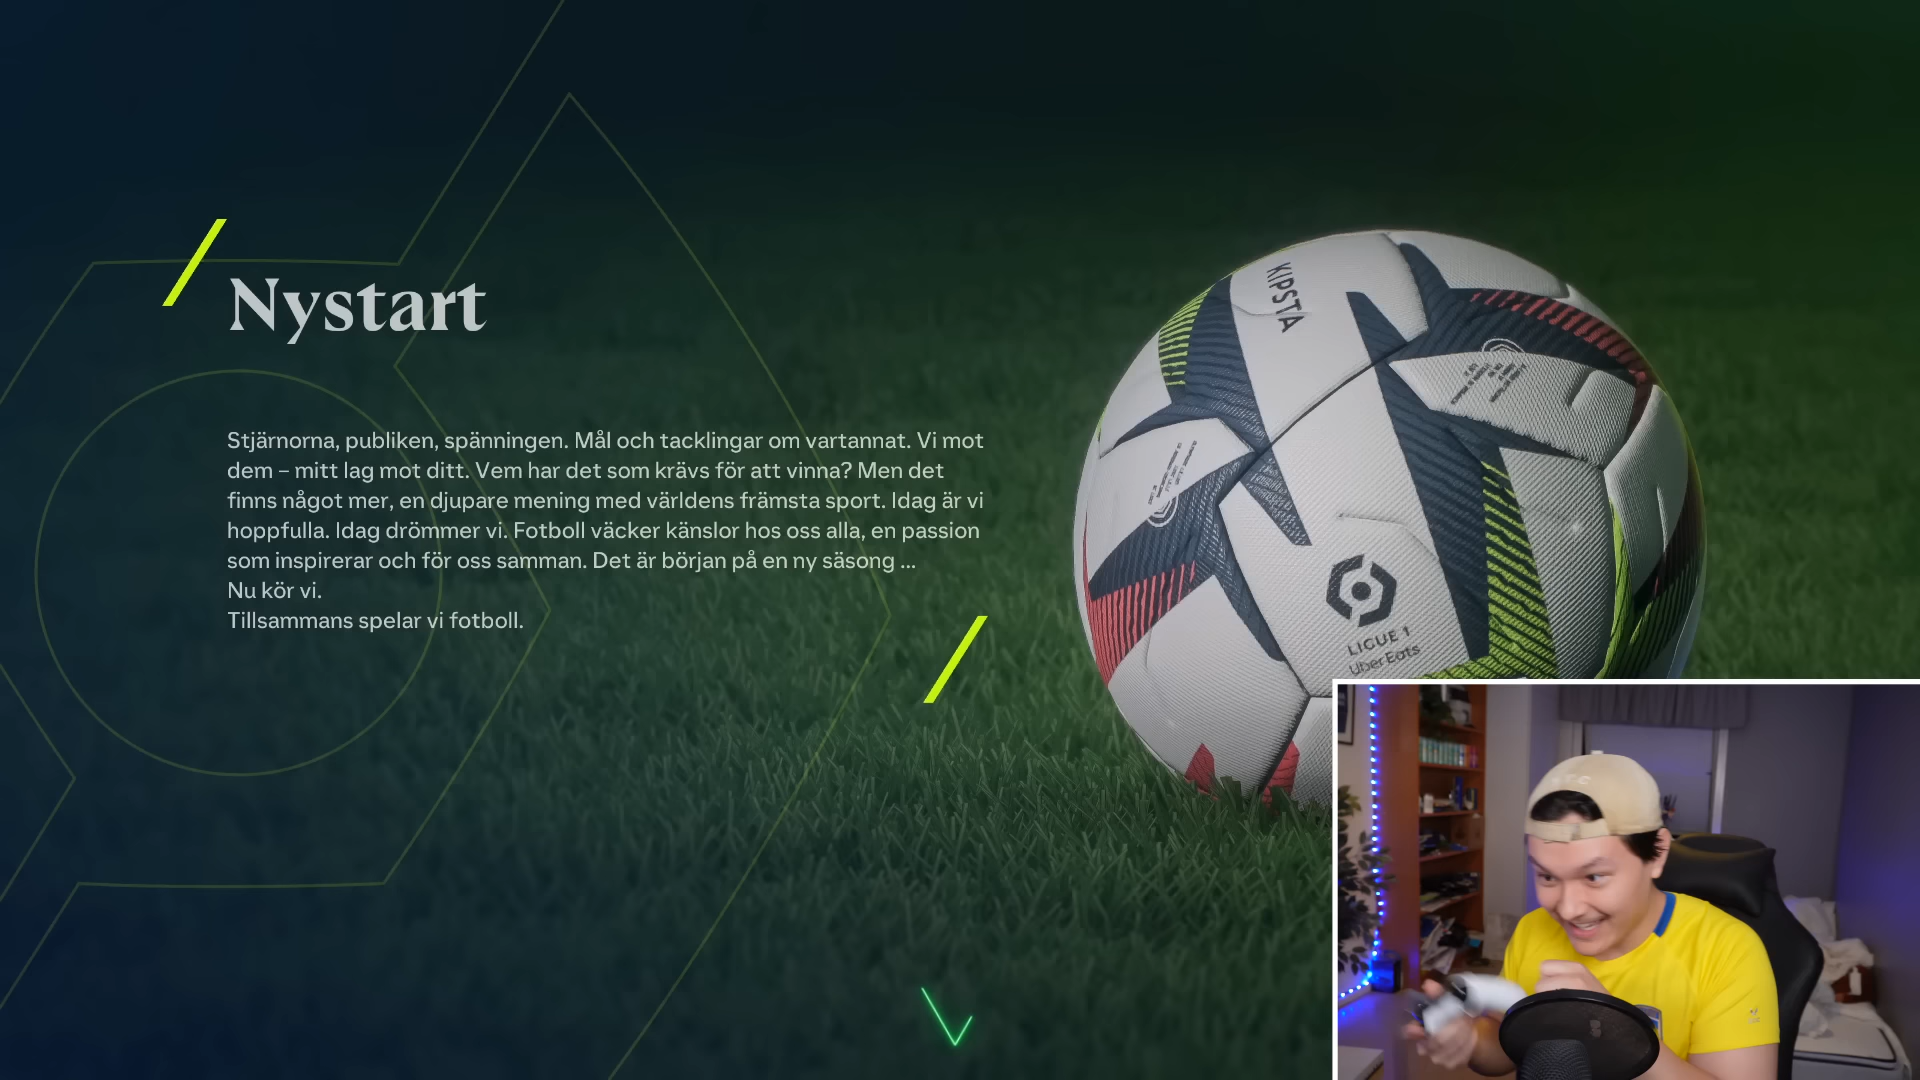 Nystart
Stjärnorna, publiken, spänningen. Mål och tacklingar om vartannat. Vi mot
dem – mitt lag mot ditt. Vem har det som krävs för att vinna? Men det
finns något mer, en djupare mening med världens främsta sport. Idag är vi
hoppfulla. Idag drömmer vi. Fotboll väcker känslor hos oss alla, en passion
som inspirerar och för oss samman. Det är början på en ny säsong ...
Nu kör vi.
Tillsammans spelar vi fotboll.
KIPSTA
LIGUE 1
Uber Eats